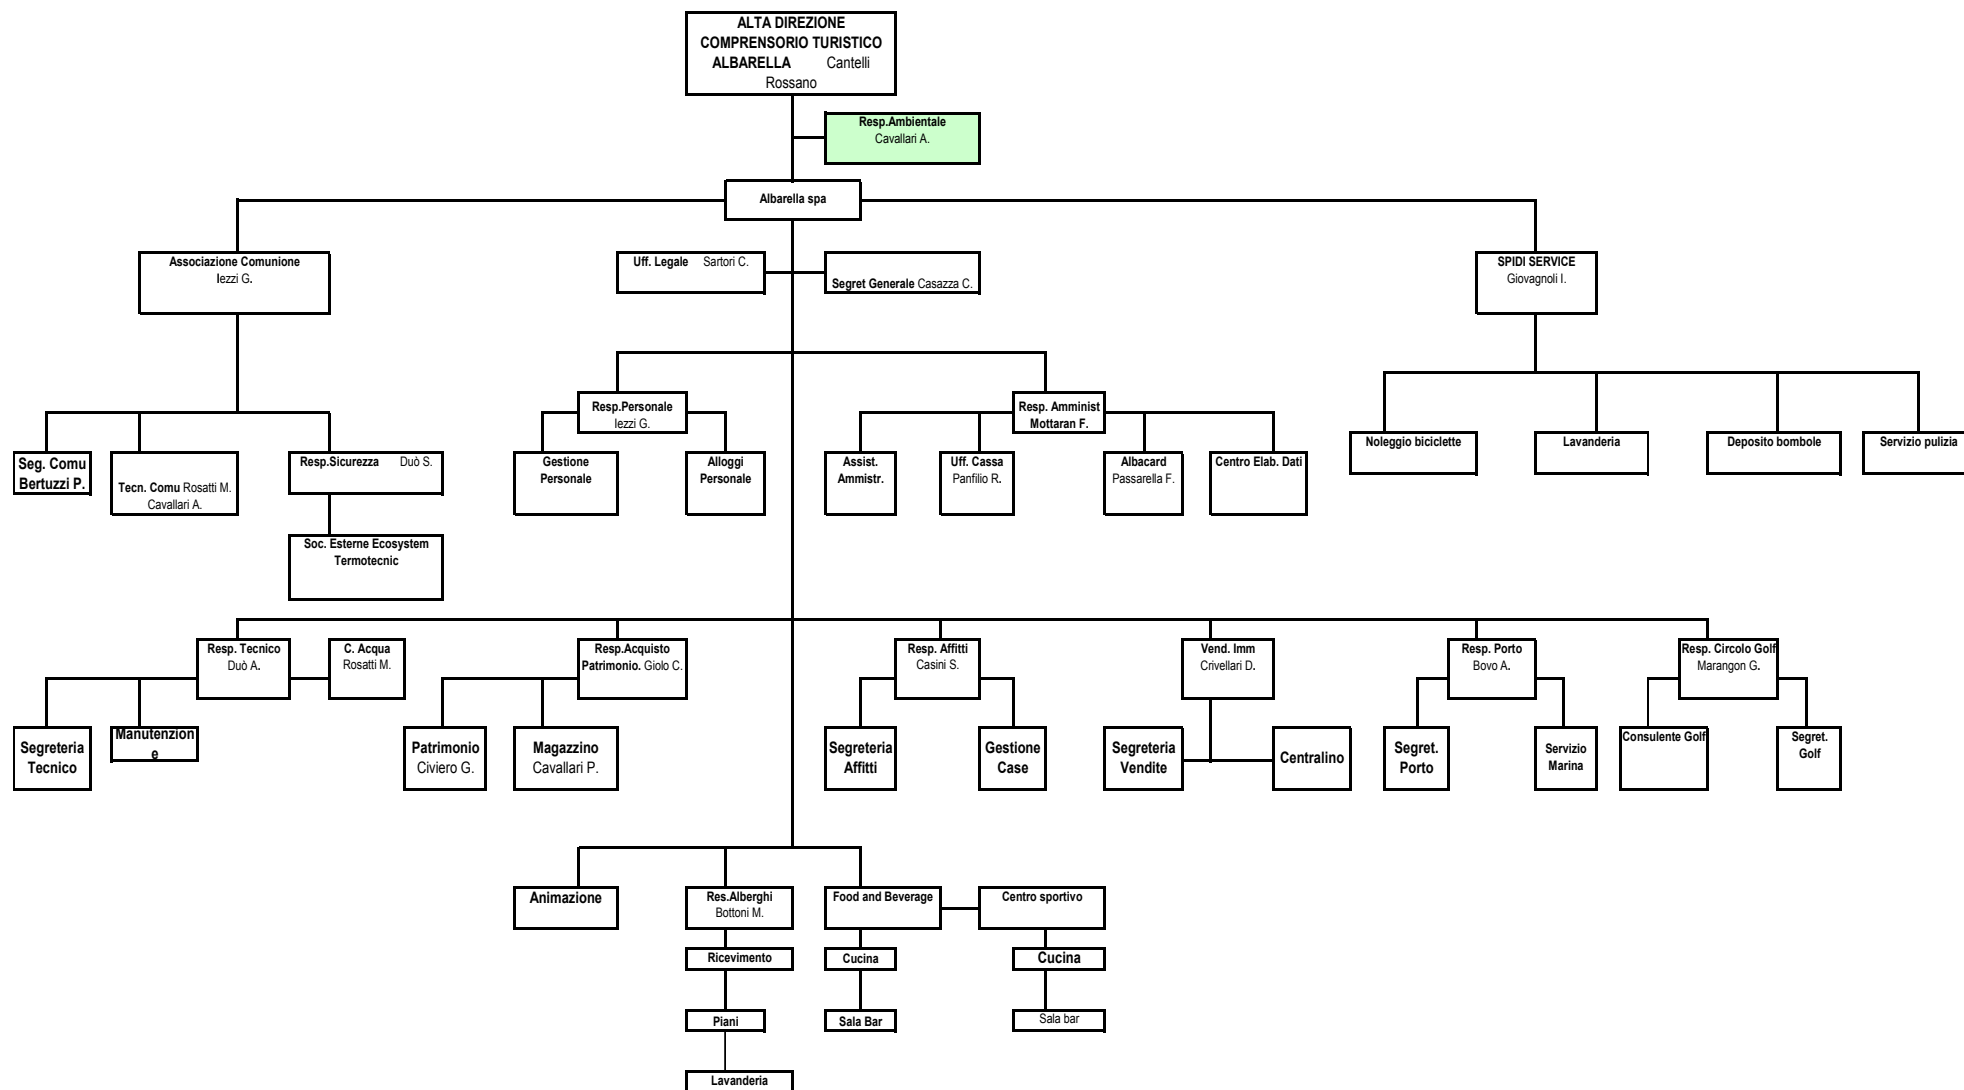 ALTA DIREZIONE
COMPRENSORIO TURISTICO
ALBARELLA Cantelli
Rossano
Resp.Ambientale
Cavallari A.
Albarella spa
Associazione Comunione
Iezzi G.
Uff. Legale Sartori C.
Segret Generale Casazza C.
SPIDI SERVICE
Giovagnoli I.
Resp.Personale
Iezzi G.
Resp. Amminist
Mottaran F.
Seg. Comu
Bertuzzi P.
Tecn. Comu Rosatti M.
Cavallari A.
Resp.Sicurezza Duò S.
Gestione
Personale
Alloggi
Personale
Assist.
Ammistr.
Uff. Cassa
Panfilio R.
Albacard
Passarella F.
Centro Elab. Dati
Noleggio biciclette
Lavanderia
Deposito bombole
Servizio pulizia
Soc. Esterne Ecosystem
Termotecnic
Resp. Tecnico
Duò A.
C. Acqua
Rosatti M.
Resp.Acquisto
Patrimonio. Giolo C.
Resp. Affitti
Casini S.
Vend. Imm
Crivellari D.
Resp. Porto
Bovo A.
Resp. Circolo Golf
Marangon G.
Segreteria
Tecnico
Manutenzion
e
Patrimonio
Civiero G.
Magazzino
Cavallari P.
Segreteria
Affitti
Gestione
Case
Segreteria
Vendite
Centralino
Segret.
Porto
Servizio
Marina
Consulente Golf
Segret.
Golf
Animazione
Res.Alberghi
Bottoni M.
Food and Beverage
Centro sportivo
Ricevimento
Cucina
Cucina
Piani
Sala Bar
Sala bar
Lavanderia